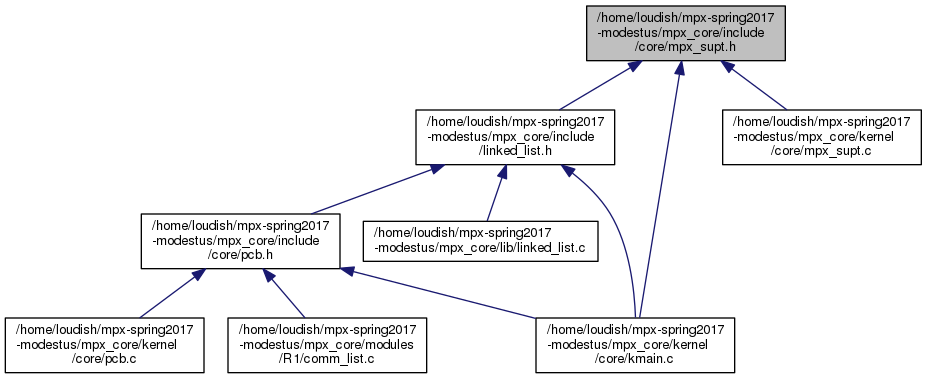 /home/loudish/mpx-spring2017
-modestus/mpx_core/include
/core/mpx_supt.h
/home/loudish/mpx-spring2017
-modestus/mpx_core/include
/linked_list.h
/home/loudish/mpx-spring2017
-modestus/mpx_core/kernel
/core/mpx_supt.c
/home/loudish/mpx-spring2017
-modestus/mpx_core/include
/core/pcb.h
/home/loudish/mpx-spring2017
-modestus/mpx_core/lib/linked_list.c
/home/loudish/mpx-spring2017
-modestus/mpx_core/kernel
/core/pcb.c
/home/loudish/mpx-spring2017
-modestus/mpx_core/modules
/R1/comm_list.c
/home/loudish/mpx-spring2017
-modestus/mpx_core/kernel
/core/kmain.c